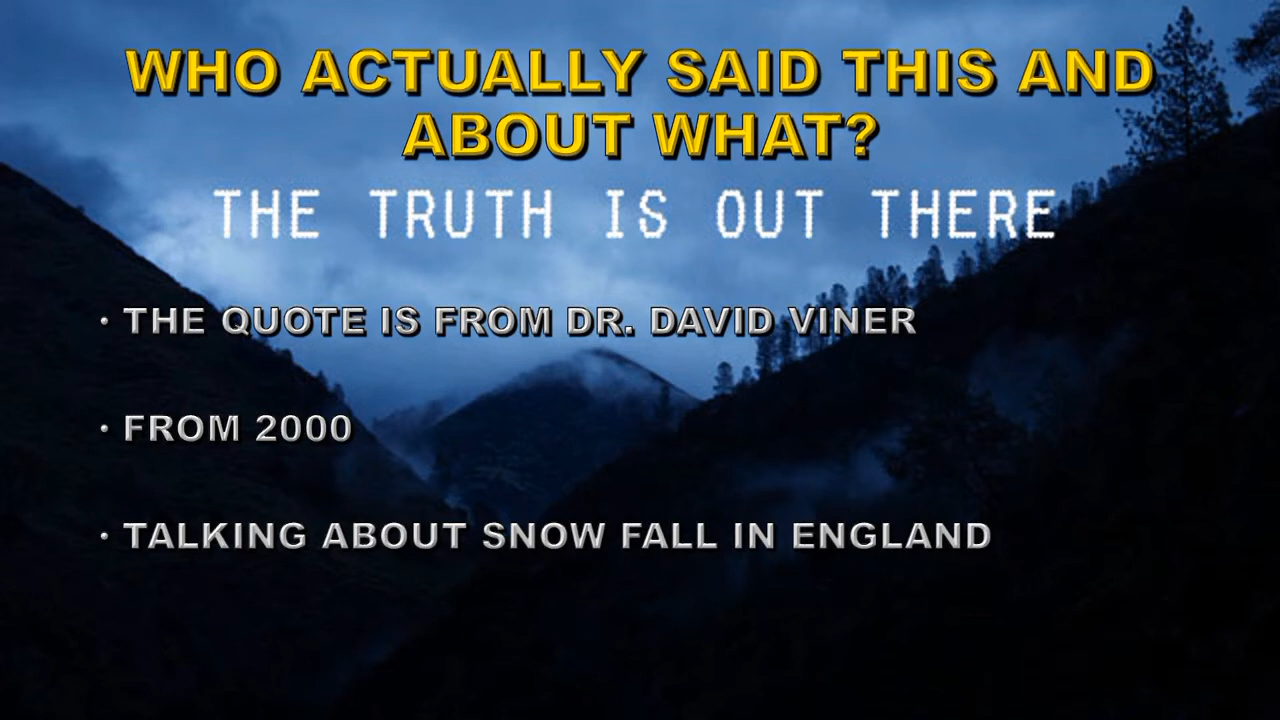 WHO ACTUALLY SAID THIS AND
ABOUT WHAT?
THE TRUTH IS OUT THERE
• THE QUOTE IS FROM DR. DAVID VINER
• FROM 2000
• TALKING ABOUT SNOW FALL IN ENGLAND